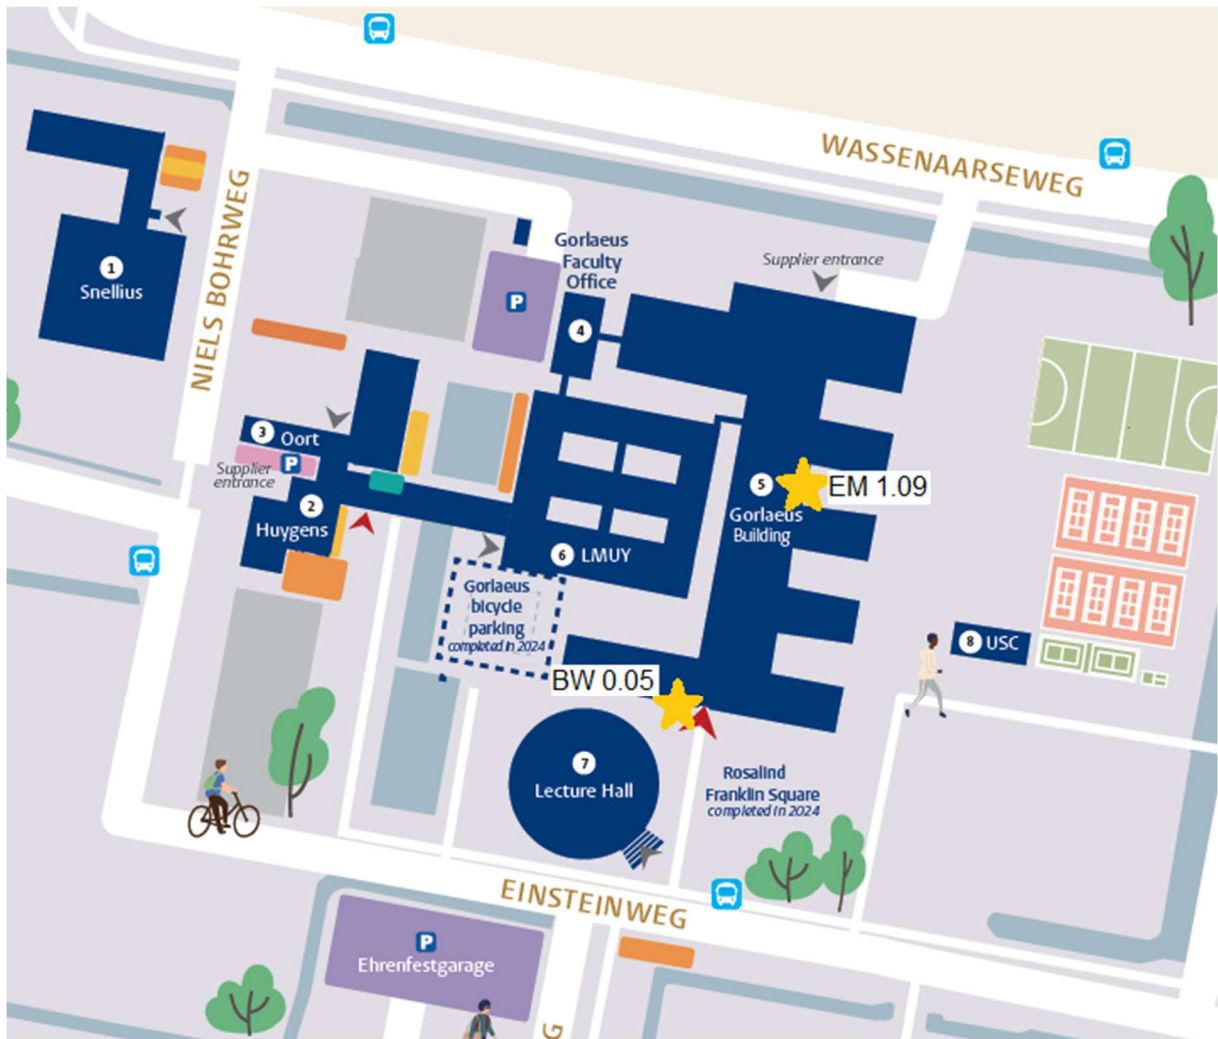 WASSENAARSEWEG
NIELS BOHRWEG
1
Snellius
Gorlaeus
Faculty
Office
Supplier entrance
P
4
3 Oort
P
Supplier
entrance
2
Huygens
5
EM 1.09
Gorlaeus
Building
6 LMUY
Gorlaeus
bicycle
parking
completed in 2024
8 USC
BW 0.05
7
Lecture Hall
Rosalind
Franklin Square
completed in 2024
EINSTEINWEG
P
Ehrenfestgarage
G